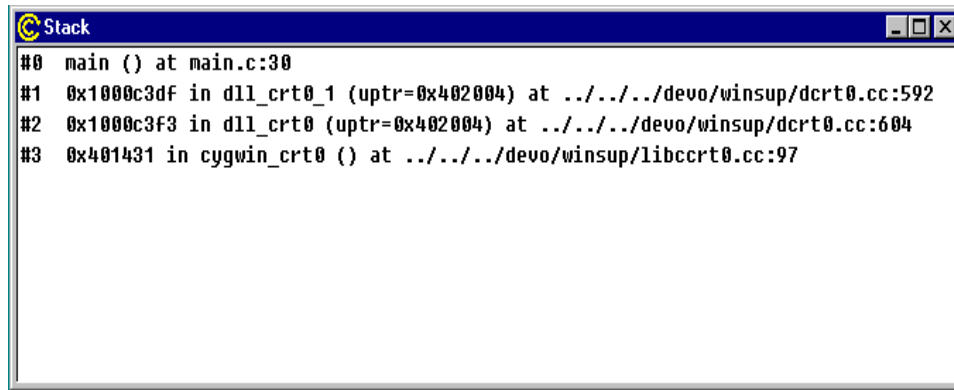 Stack
#0 main () at main.c:30
#1 0x1000c3df in dll_crt0_1 (uptr=0x402004) at ../../../devo/winsup/dcrt0.cc:592
#2 0x1000c3f3 in dll_crt0 (uptr=0x402004) at ../../../devo/winsup/dcrt0.cc:604
#3 0x401431 in cygwin_crt0 () at ../../../devo/winsup/libccrt0.cc:97